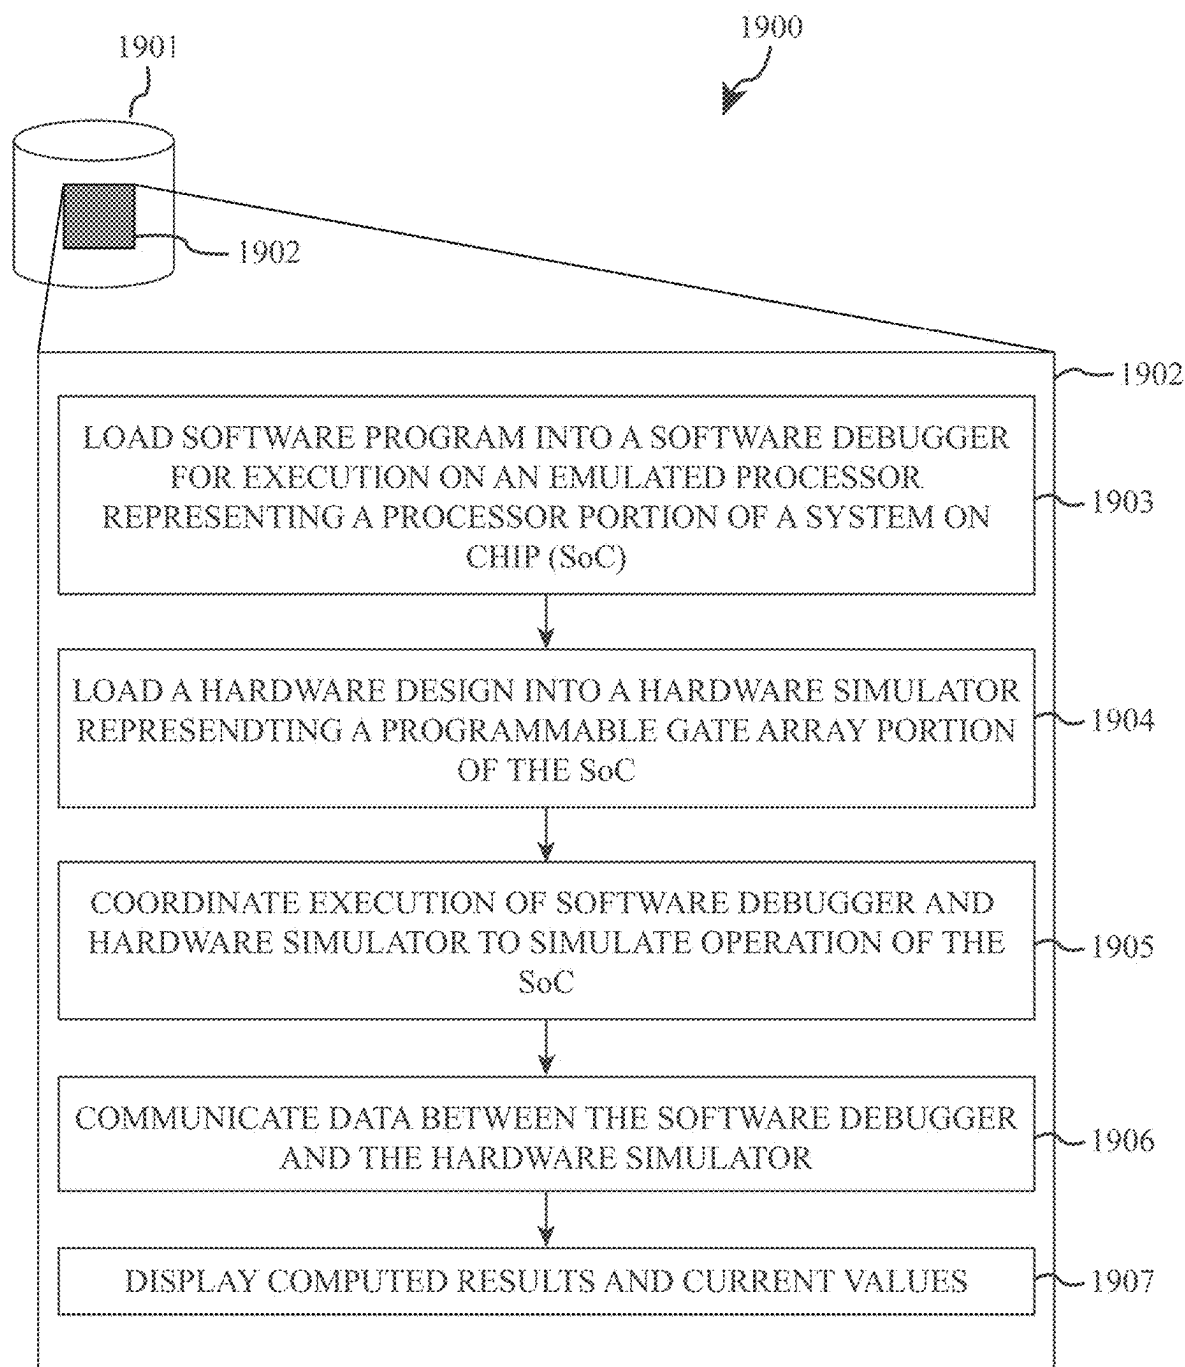 1900
1901
1902
1902
LOAD SOFTWARE PROGRAM INTO A SOFTWARE DEBUGGER
FOR EXECUTION ON AN EMULATED PROCESSOR
REPRESENTING A PROCESSOR PORTION OF A SYSTEM ON
CHIP (SoC)
1903
LOAD A HARDWARE DESIGN INTO A HARDWARE SIMULATOR
REPRESENDTING A PROGRAMMABLE GATE ARRAY PORTION
OF THE SoC
1904
COORDINATE EXECUTION OF SOFTWARE DEBUGGER AND
HARDWARE SIMULATOR TO SIMULATE OPERATION OF THE
SoC
1905
COMMUNICATE DATA BETWEEN THE SOFTWARE DEBUGGER
AND THE HARDWARE SIMULATOR
1906
DISPLAY COMPUTED RESULTS AND CURRENT VALUES
1907